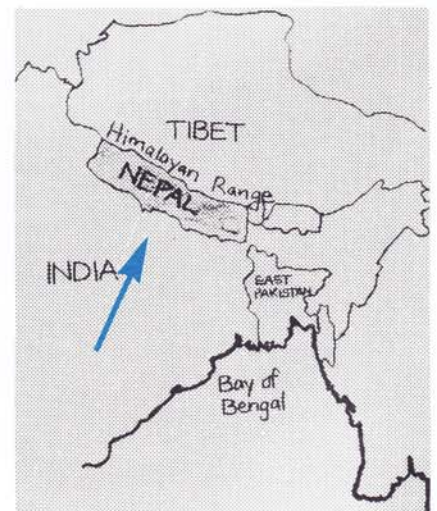 TIBET
Himalayan Range
NEPAL
INDIA
EAST
PAKISTAN
Bay of
Bengal